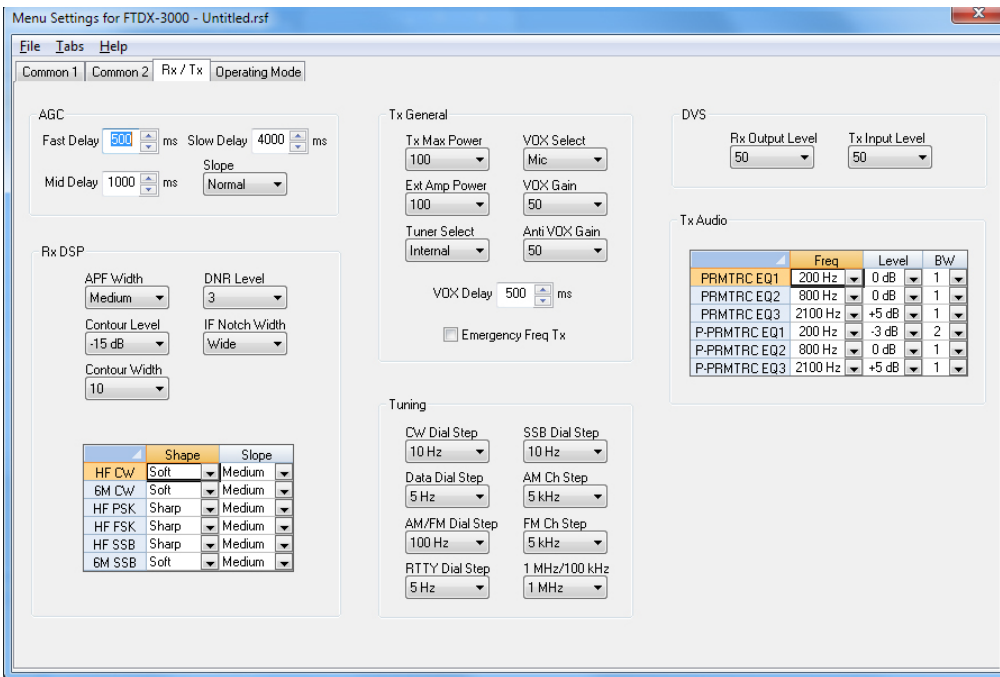 Menu Settings for FTDX-3000 - Untitled.rsf
File Tabs Help
Common 1 Common 2 Rx / Tx Operating Mode
AGC
Fast Delay 500 ms Slow Delay 4000 ms
Mid Delay 1000 ms
Slope
Normal
Rx DSP
APF Width DNR Level
Medium 3
Contour Level IF Notch Width
-15 dB Wide
Contour Width
10
Shape Slope
HF CW Soft Medium
6M CW Soft Medium
HF PSK Sharp Medium
HF FSK Sharp Medium
HF SSB Sharp Medium
6M SSB Soft Medium
Tx General
Tx Max Power VOX Select
100 Mic
Ext Amp Power VOX Gain
100 50
Tuner Select Anti VOX Gain
Internal 50
VOX Delay 500 ms
Emergency Freq Tx
Tuning
CW Dial Step SSB Dial Step
10 Hz 10 Hz
Data Dial Step AM Ch Step
5 Hz 5 kHz
AM/FM Dial Step FM Ch Step
100 Hz 5 kHz
RTTY Dial Step 1 MHz/100 kHz
5 Hz 1 MHz
DVS
Rx Output Level Tx Input Level
50 50
Tx Audio
Freq Level BW
PRMTRC EQ1 200 Hz 0 dB 1
PRMTRC EQ2 800 Hz 0 dB 1
PRMTRC EQ3 2100 Hz +5 dB 1
P-PRMTRC EQ1 200 Hz -3 dB 2
P-PRMTRC EQ2 800 Hz 0 dB 1
P-PRMTRC EQ3 2100 Hz +5 dB 1